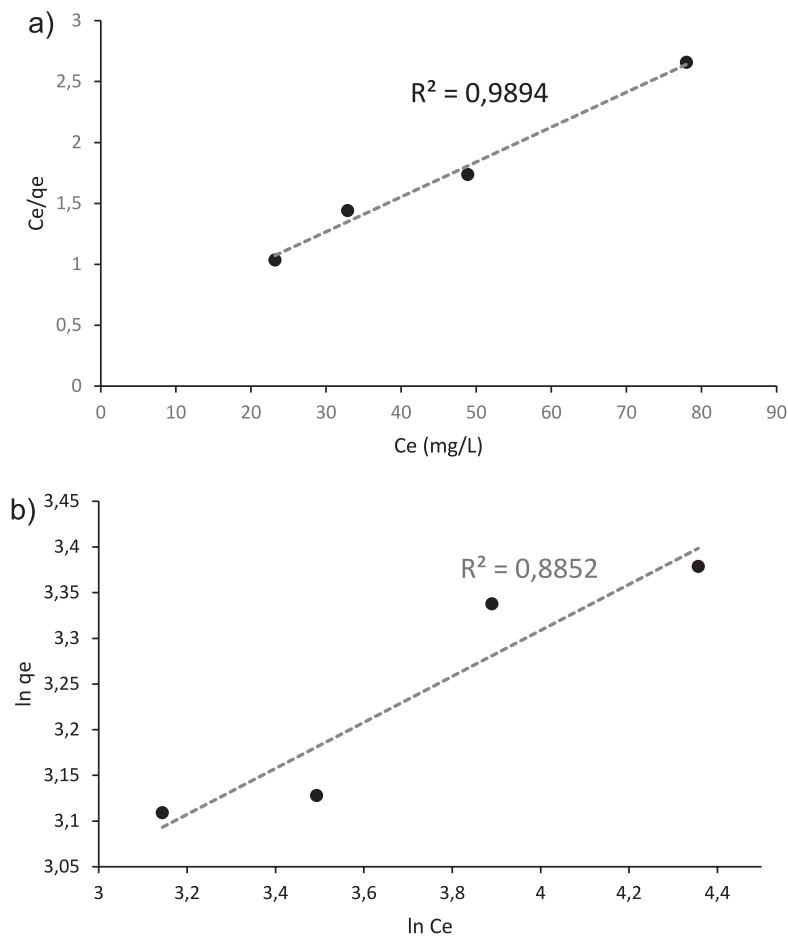 a)
3
2,5
2
1,5
1
0,5
0
Ce/qe
R² = 0,9894
0 10 20 30 40 50 60 70 80 90
Ce (mg/L)
b)
3,45
3,4
3,35
3,3
3,25
3,2
3,15
3,1
3,05
ln qe
R² = 0,8852
3 3,2 3,4 3,6 3,8 4 4,2 4,4
ln Ce